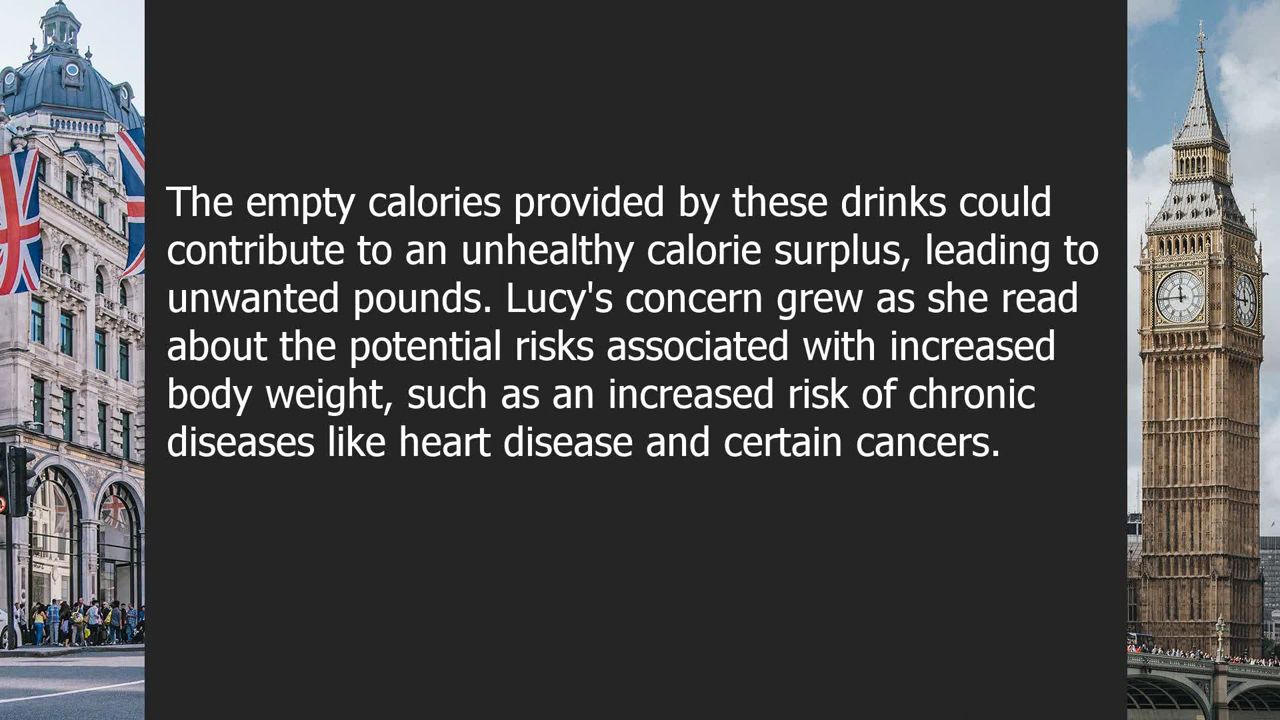 The empty calories provided by these drinks could
contribute to an unhealthy calorie surplus, leading to
unwanted pounds. Lucy's concern grew as she read
about the potential risks associated with increased
body weight, such as an increased risk of chronic
diseases like heart disease and certain cancers.